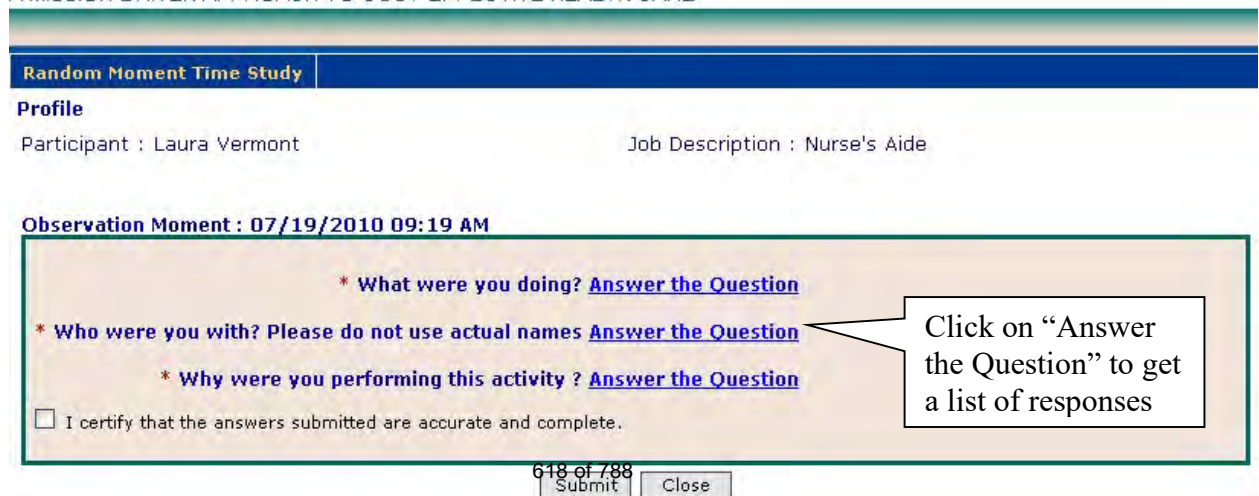 Random Moment Time Study
Profile
Participant : Laura Vermont
Job Description : Nurse's Aide
Observation Moment : 07/19/2010 09:19 AM
* What were you doing? Answer the Question
* Who were you with? Please do not use actual names Answer the Question
* Why were you performing this activity ? Answer the Question
Click on “Answer
the Question” to get
a list of responses
I certify that the answers submitted are accurate and complete.
618 of 788
Submit
Close